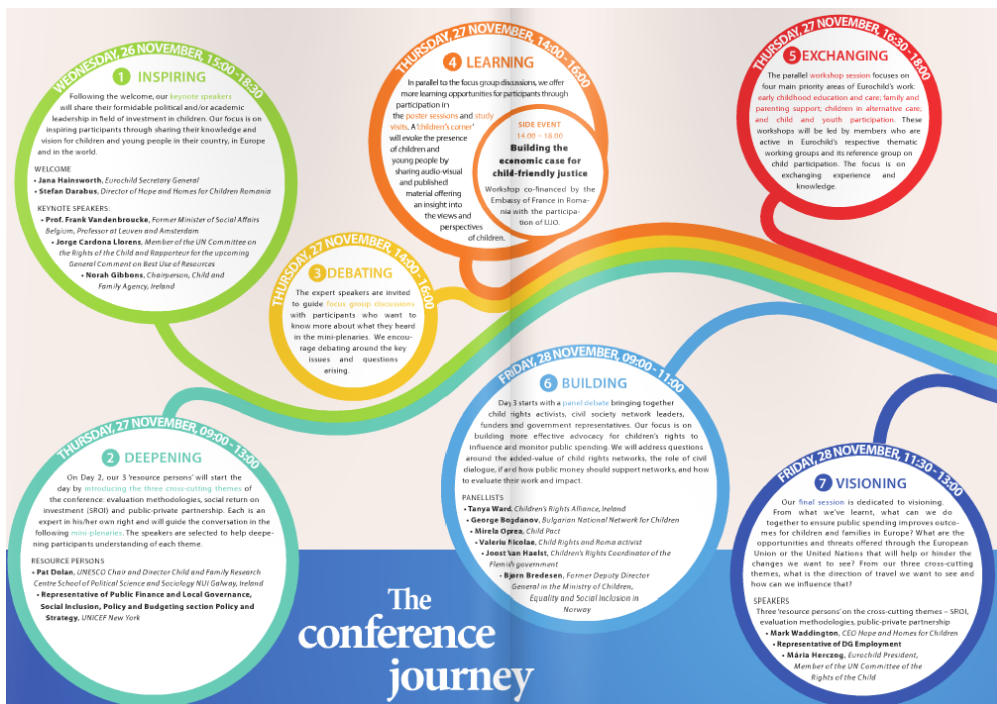 WEDNESDAY, 26 NOVEMBER, 15:00-18:30
1 INSPIRING
Following the welcome, our keynote speakers
will share their formidable political and/or academic
leadership in field of investment in children. Our focus is on
inspiring participants through sharing their knowledge and
vision for children and young people in their country, in Europe
and in the world.
WELCOME
• Jana Hainsworth, Eurochild Secretary General
• Stefan Darabus, Director of Hope and Homes for Children Romania
KEYNOTE SPEAKERS:
• Prof. Frank Vandenbroucke, Former Minister of Social Affairs
Belgium, Professor at Leuven and Amsterdam
• Jorge Cardona Llorens, Member of the UN Committee on
the Rights of the Child and Rapporteur for the upcoming
General Comment on Best Use of Resources
• Norah Gibbons, Chairperson, Child and
Family Agency, Ireland
THURSDAY, 27 NOVEMBER, 09:00-13:00
2 DEEPENING
On Day 2, our 3 'resource persons' will start the
day by introducing the three cross-cutting themes of
the conference: evaluation methodologies, social return on
investment (SROI) and public-private partnership. Each is an
expert in his/her own right and will guide the conversation in the
following mini-plenaries. The speakers are selected to help deepe-
ning participants understanding of each theme.
RESOURCE PERSONS
• Pat Dolan, UNESCO Chair and Director Child and Family Research
Centre School of Political Science and Sociology NUI Galway, Ireland
• Representative of Public Finance and Local Governance,
Social Inclusion, Policy and Budgeting section Policy and
Strategy, UNICEF New York
THURSDAY, 27 NOVEMBER, 14:00-16:00
3 DEBATING
The expert speakers are invited
to guide focus group discussions
with participants who want to
know more about what they heard
in the mini-plenaries. We encou-
rage debating around the key
issues and questions
arising.
THURSDAY, 27 NOVEMBER, 14:00-16:00
4 LEARNING
In parallel to the focus group discussions, we offer
more learning opportunities for participants through
participation in
the poster sessions and study
visits. A 'children's corner'
will evoke the presence
of children and
young people by
sharing audio-visual
and published
material offering
an insight into
the views and
perspectives
of children.
SIDE EVENT
14.00 – 18.00
Building the
economic case for
child-friendly justice
Workshop co-financed by the
Embassy of France in Roma-
nia with the participa-
tion of IJJO.
THURSDAY, 27 NOVEMBER, 16:30-18:00
5 EXCHANGING
The parallel workshop session focuses on
four main priority areas of Eurochild's work:
early childhood education and care; family and
parenting support; children in alternative care;
and child and youth participation. These
workshops will be led by members who are
active in Eurochild's respective thematic
working groups and its reference group on
child participation. The focus is on
exchanging experience and
knowledge.
FRIDAY, 28 NOVEMBER, 09:00-11:00
6 BUILDING
Day 3 starts with a panel debate bringing together
child rights activists, civil society network leaders,
funders and government representatives. Our focus is on
building more effective advocacy for children's rights to
influence and monitor public spending. We will address questions
around the added-value of child rights networks, the role of civil
dialogue, if and how public money should support networks, and how
to evaluate their work and impact.
PANELLISTS
• Tanya Ward, Children's Rights Alliance, Ireland
• George Bogdanov, Bulgarian National Network for Children
• Mirela Oprea, Child Pact
• Valeriu Nicolae, Child Rights and Roma activist
• Joost Van Haelst, Children's Rights Coordinator of the
Flemish government
• Bjørn Bredesen, Former Deputy Director
General in the Ministry of Children,
Equality and Social Inclusion in
Norway
FRIDAY, 28 NOVEMBER, 11:30-13:00
7 VISIONING
Our final session is dedicated to visioning.
From what we've learnt, what can we do
together to ensure public spending improves outco-
mes for children and families in Europe? What are the
opportunities and threats offered through the European
Union or the United Nations that will help or hinder the
changes we want to see? From our three cross-cutting
themes, what is the direction of travel we want to see and
how can we influence that?
SPEAKERS
Three 'resource persons' on the cross-cutting themes – SROI,
evaluation methodologies, public-private partnership
• Mark Waddington, CEO Hope and Homes for Children
• Representative of DG Employment
• Mária Herczog, Eurochild President,
Member of the UN Committee of the
Rights of the Child
The
conference
journey